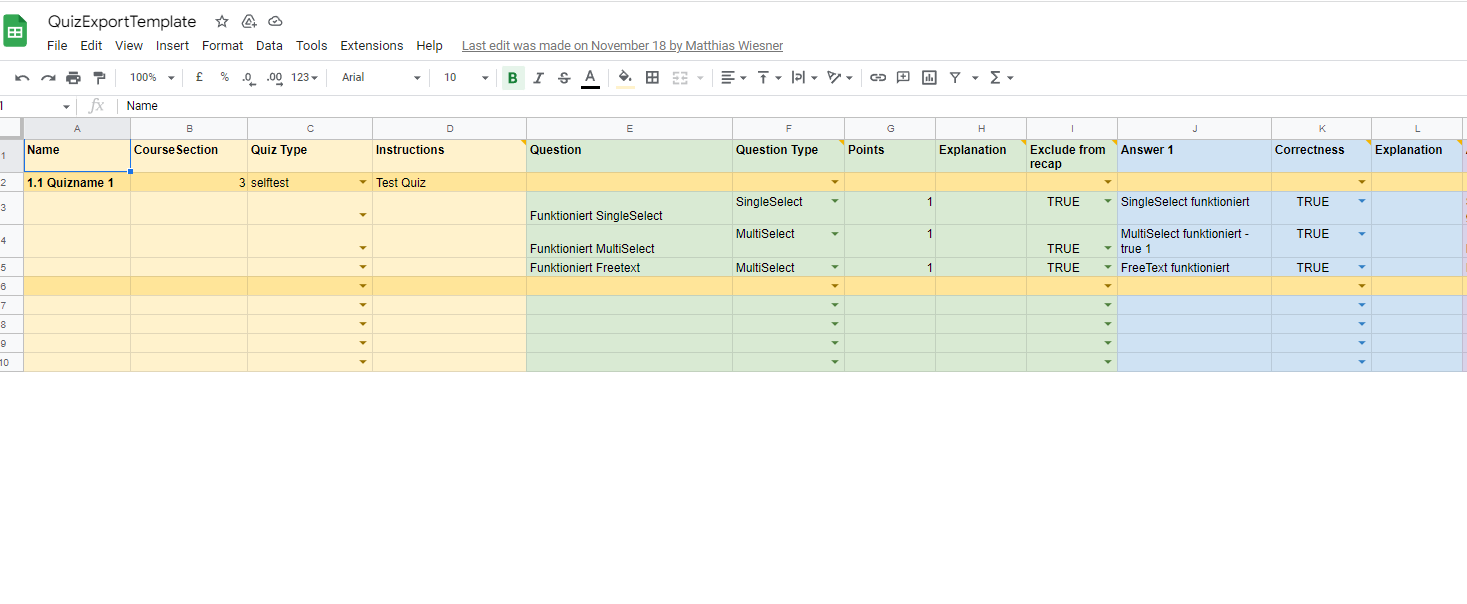 QuizExportTemplate
File Edit View Insert Format Data Tools Extensions Help Last edit was made on November 18 by Matthias Wiesner
100% £ % .0 .00 123 Arial 10 B I S A
1 fx Name
A B C D E F G H I J K L
1 Name CourseSection Quiz Type Instructions Question Question Type Points Explanation Exclude from recap Answer 1 Correctness Explanation
2 1.1 Quizname 1 3 selftest Test Quiz
3 Funktioniert SingleSelect SingleSelect 1 TRUE SingleSelect funktioniert TRUE
4 Funktioniert MultiSelect MultiSelect 1 TRUE MultiSelect funktioniert - true 1 TRUE
5 Funktioniert Freetext MultiSelect 1 TRUE FreeText funktioniert TRUE
6
7
8
9
10